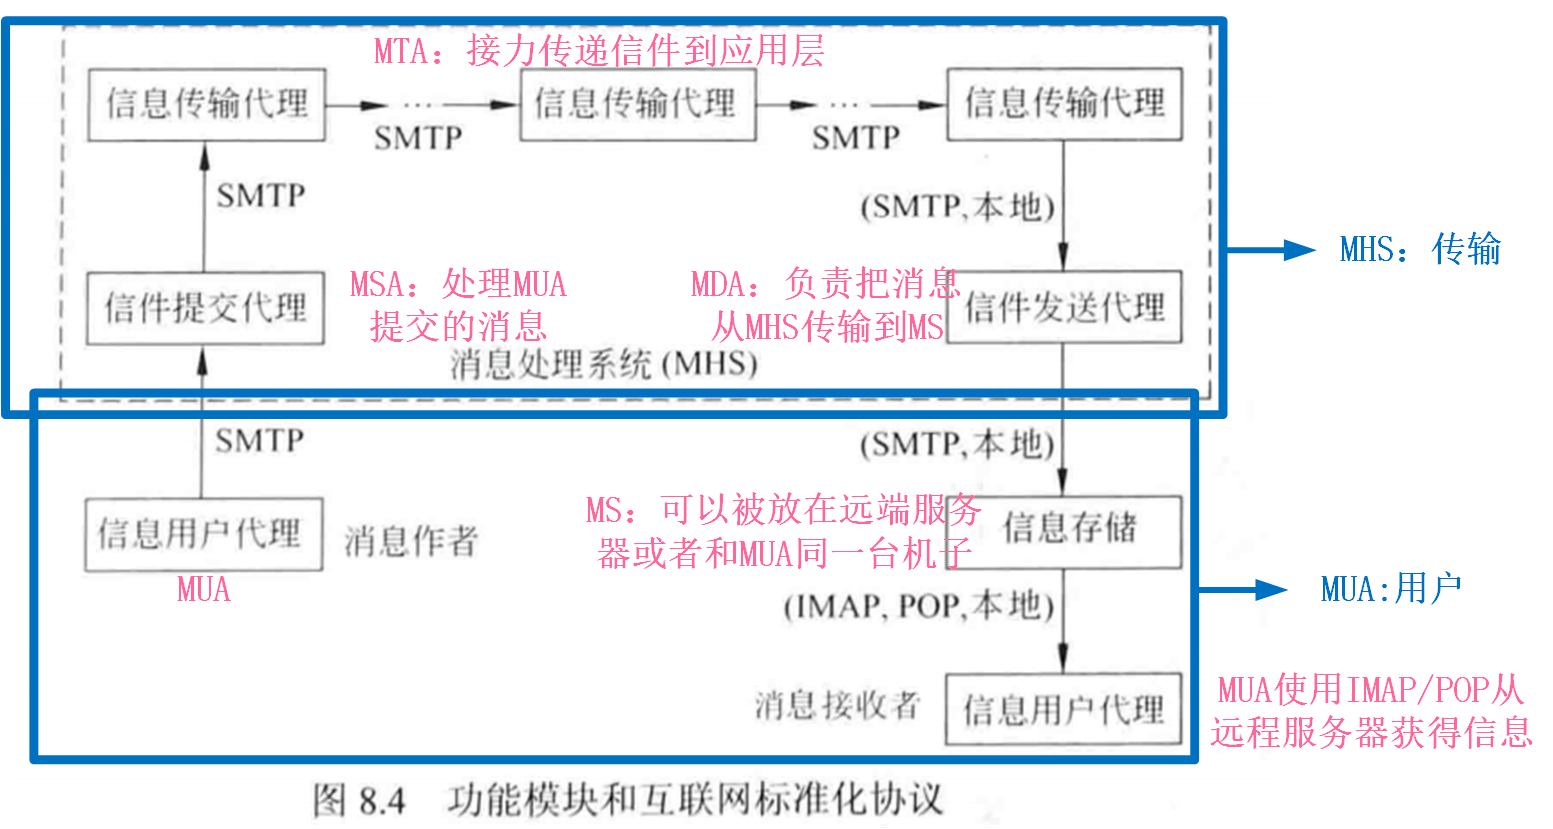 MTA：接力传递信件到应用层
信息传输代理
···
信息传输代理
···
信息传输代理
SMTP
SMTP
SMTP
(SMTP,本地)
MHS：传输
信件提交代理
MSA：处理MUA
提交的消息
MDA：负责把消息
从MHS传输到MS
信件发送代理
消息处理系统(MHS)
SMTP
(SMTP,本地)
信息用户代理
消息作者
MUA
MS：可以被放在远端服务
器或者和MUA同一台机子
信息存储
MUA:用户
(IMAP, POP,本地)
消息接收者
信息用户代理
MUA使用IMAP/POP从
远程服务器获得信息
图 8.4 功能模块和互联网标准化协议